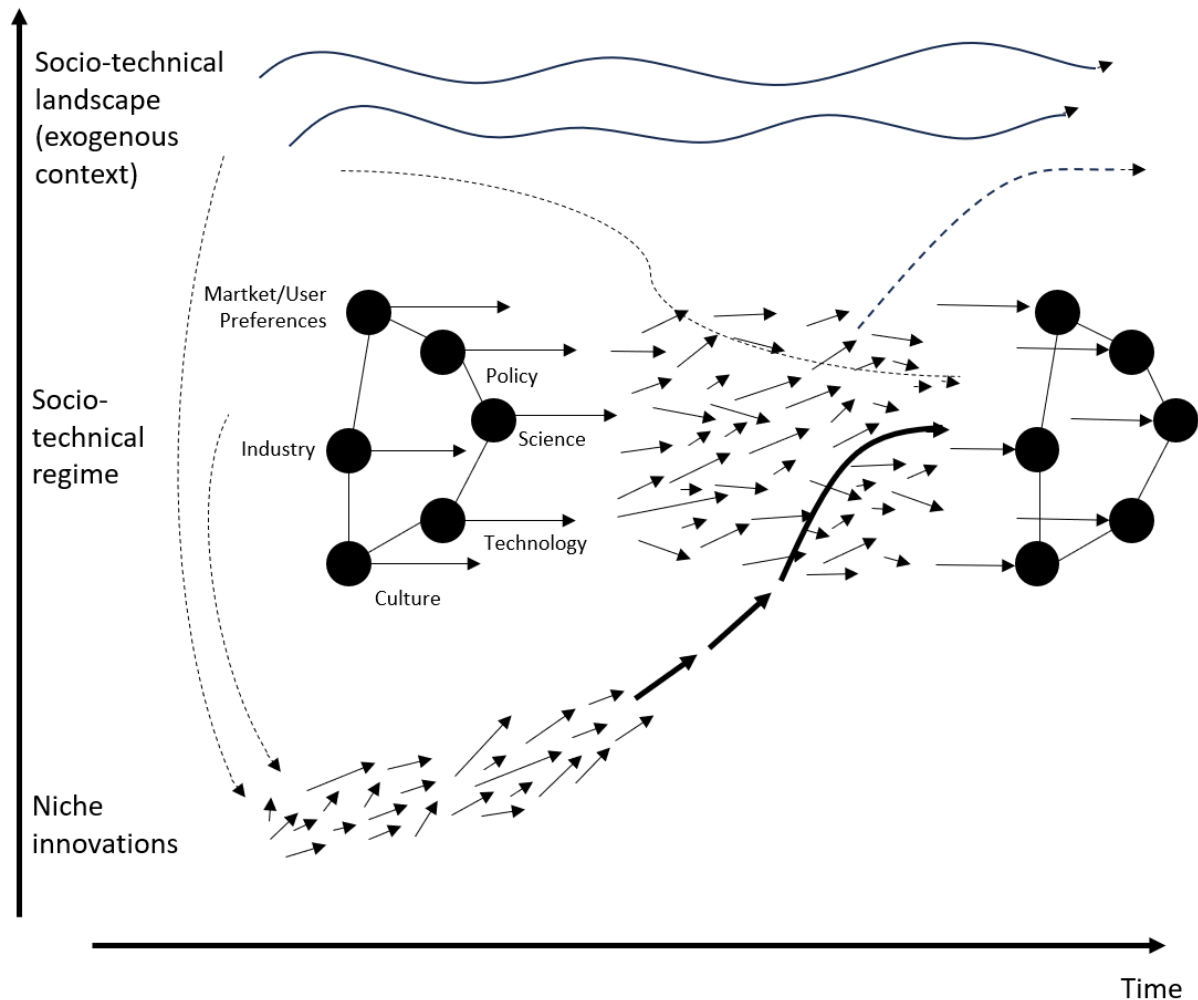 Socio-technical
landscape
(exogenous
context)
Martket/User
Preferences
Policy
Socio-
technical
regime
Science
Industry
Technology
Culture
Niche
innovations
Time